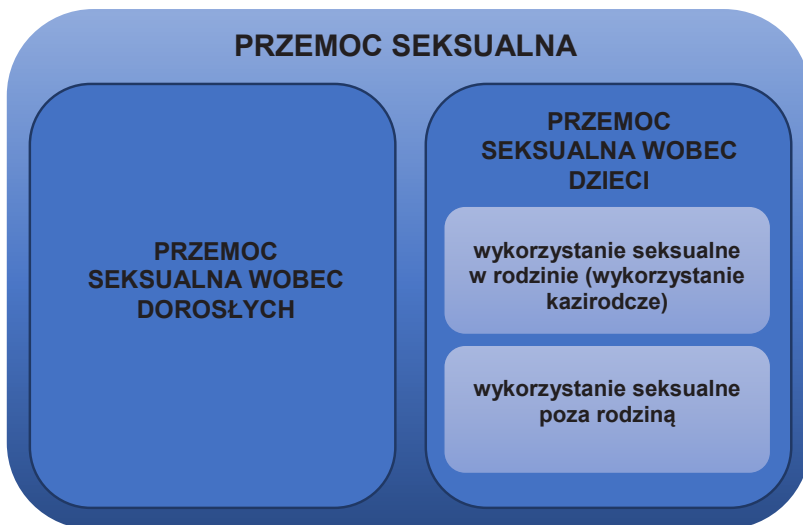 PRZEMOC SEKSUALNA
PRZEMOC
SEKSUALNA WOBEC
DOROSŁYCH
PRZEMOC
SEKSUALNA WOBEC
DZIECI
wykorzystanie seksualne
w rodzinie (wykorzystanie
kazirodcze)
wykorzystanie seksualne
poza rodziną